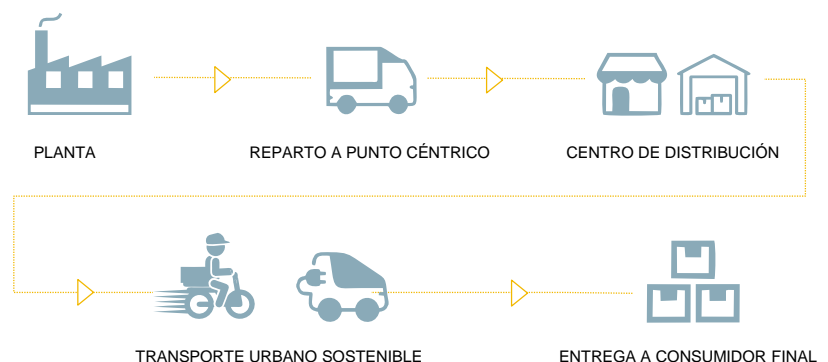 PLANTA
REPARTO A PUNTO CÉNTRICO
CENTRO DE DISTRIBUCIÓN
TRANSPORTE URBANO SOSTENIBLE
ENTREGA A CONSUMIDOR FINAL